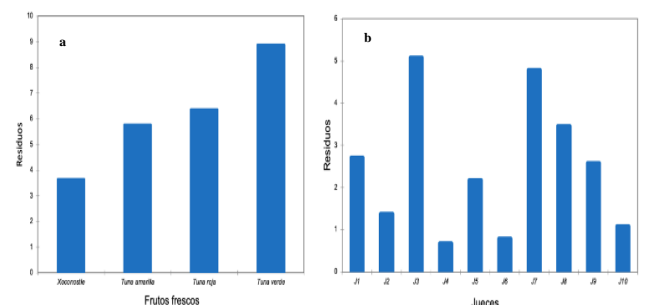 a
Residuos
10
9
8
7
6
5
4
3
2
1
0
Xoconostle Tuna amarilla Tuna roja Tuna verde
Frutos frescos
b
Residuos
6
5
4
3
2
1
0
J1 J2 J3 J4 J5 J6 J7 J8 J9 J10
Jueces